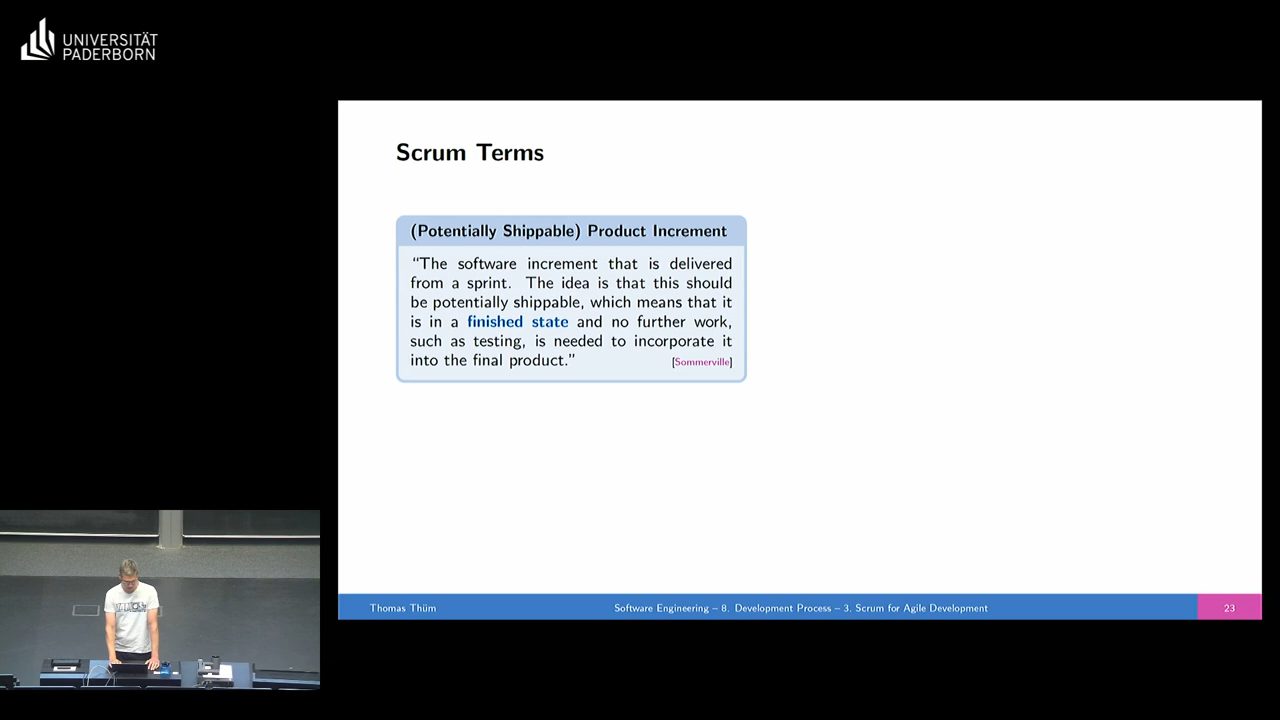 UNIVERSITÄT
PADERBORN
Scrum Terms
(Potentially Shippable) Product Increment
“The software increment that is delivered
from a sprint. The idea is that this should
be potentially shippable, which means that it
is in a finished state and no further work,
such as testing, is needed to incorporate it
into the final product.” [Sommerville]
Thomas Thüm
Software Engineering – 8. Development Process – 3. Scrum for Agile Development
23